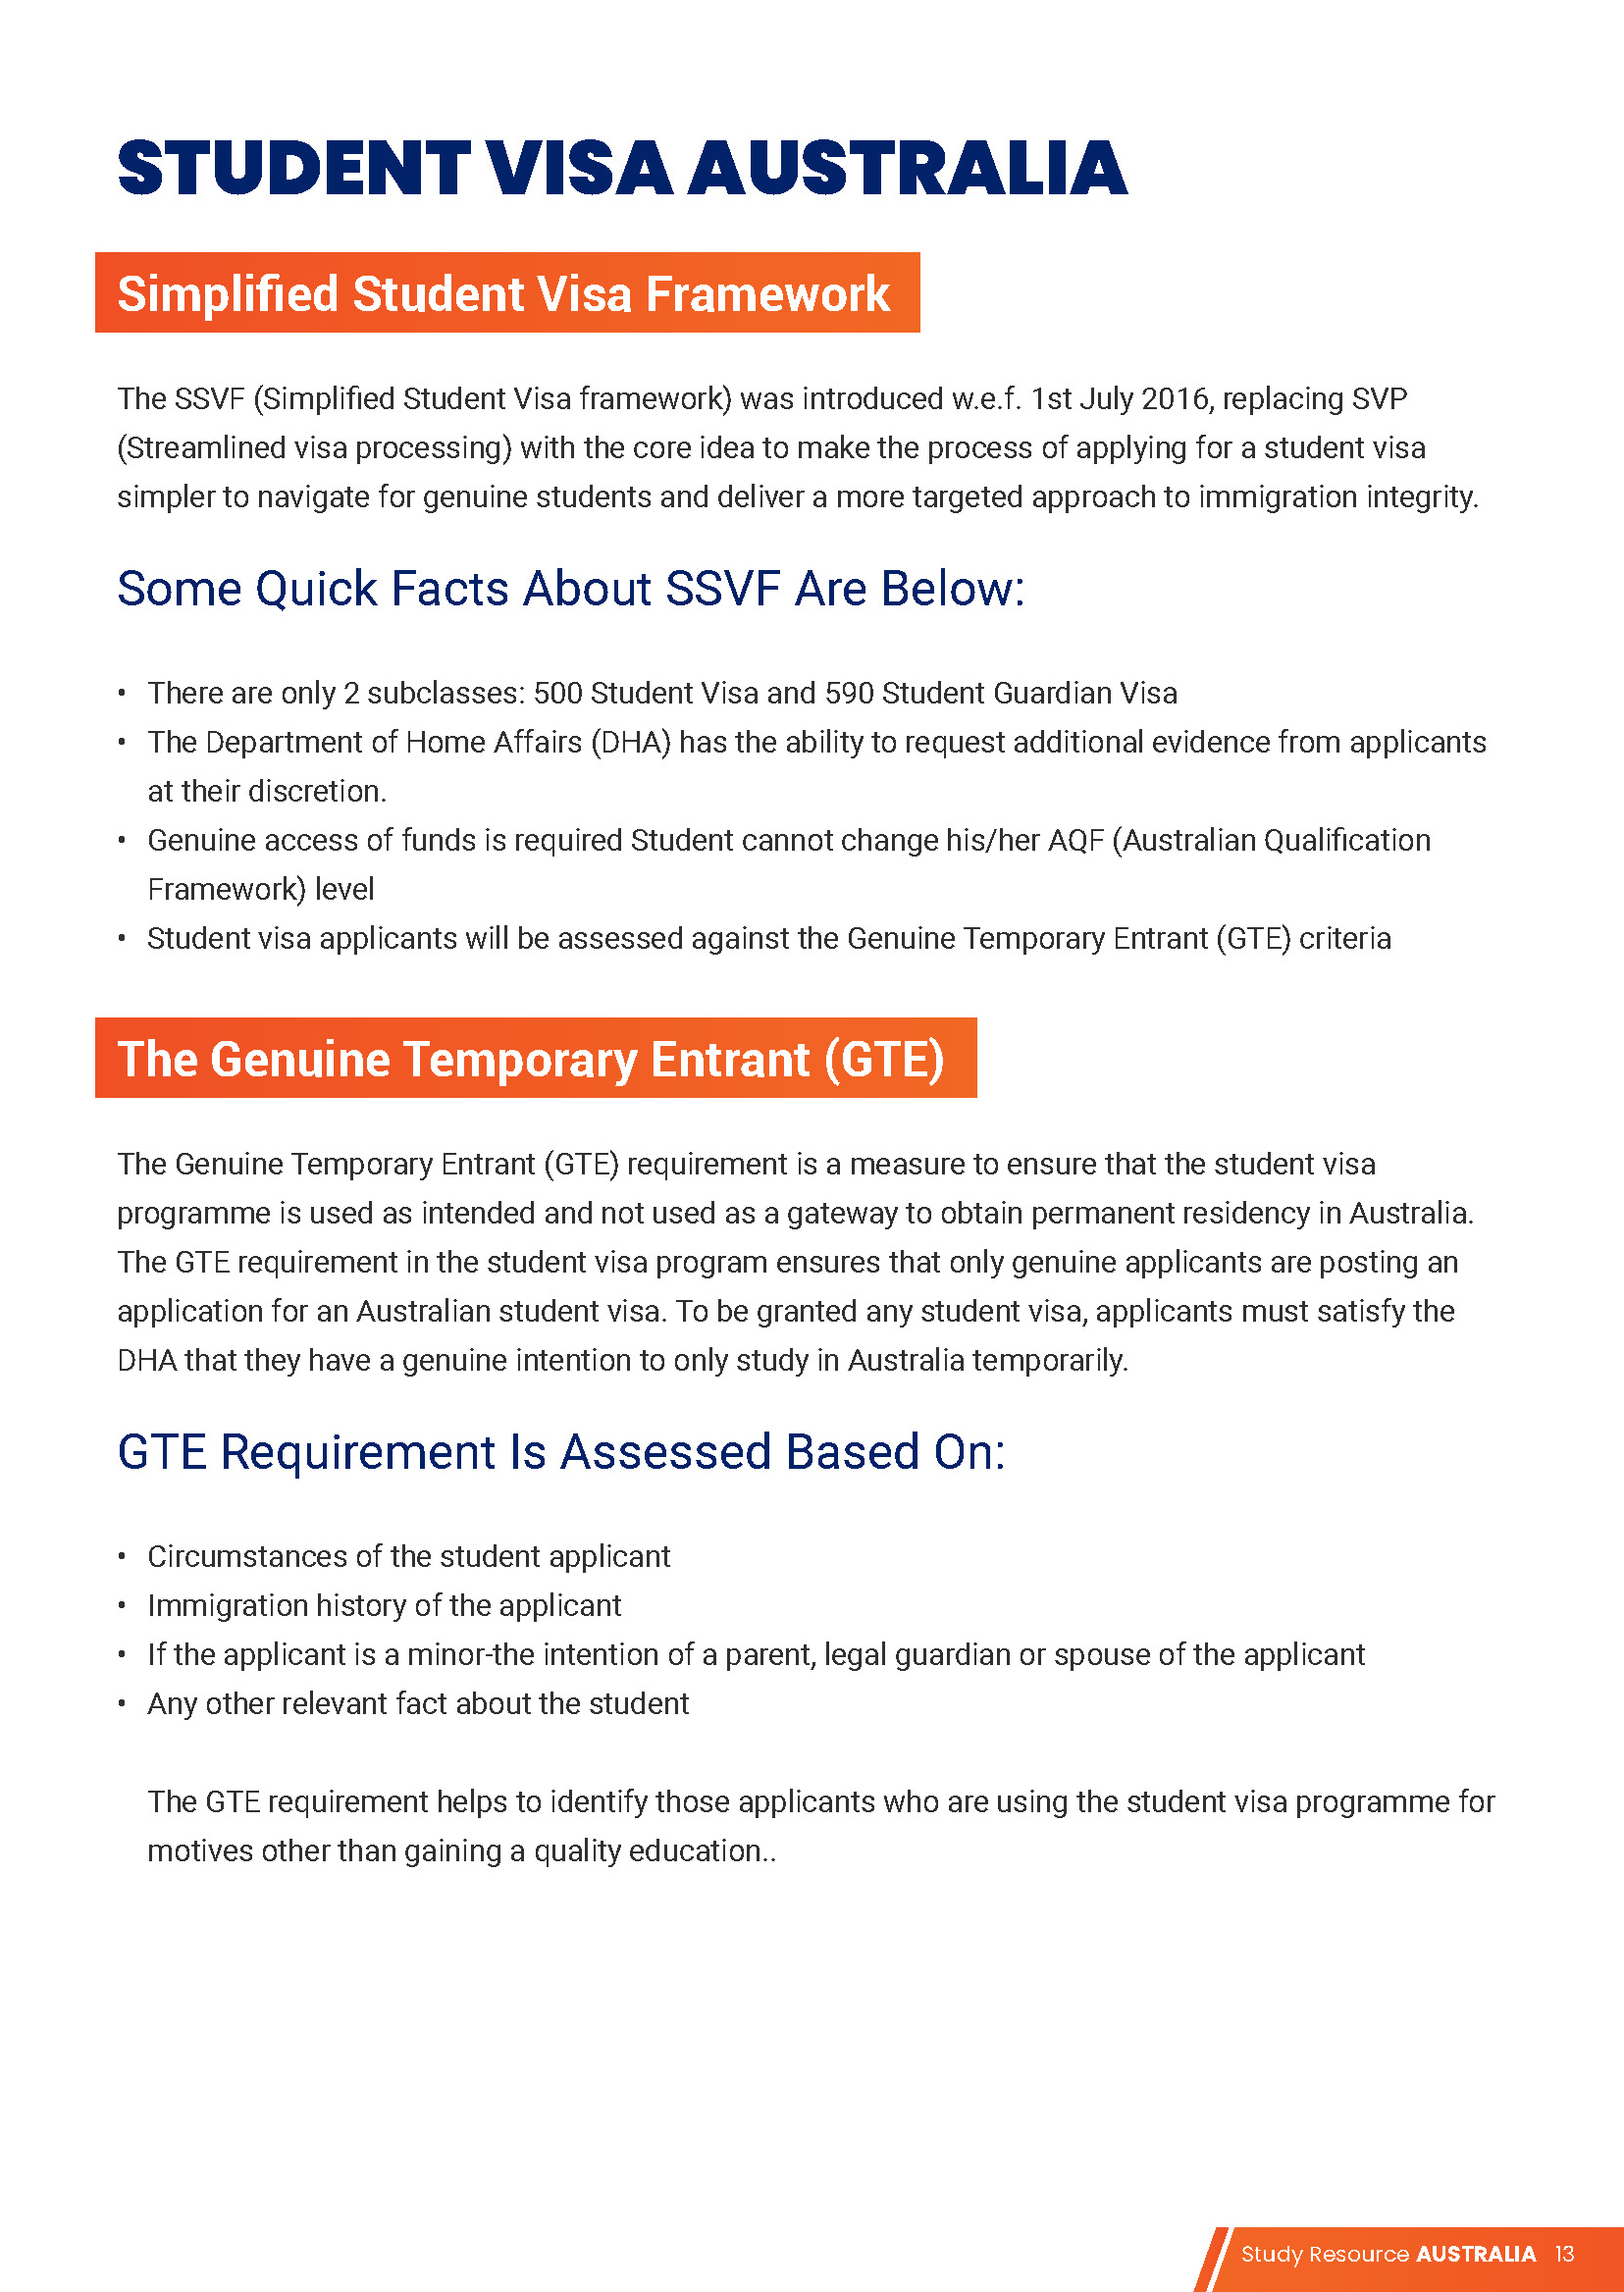 STUDENT VISA AUSTRALIA
Simplified Student Visa Framework
The SSVF (Simplified Student Visa framework) was introduced w.e.f. 1st July 2016, replacing SVP
(Streamlined visa processing) with the core idea to make the process of applying for a student visa
simpler to navigate for genuine students and deliver a more targeted approach to immigration integrity.
Some Quick Facts About SSVF Are Below:
• There are only 2 subclasses: 500 Student Visa and 590 Student Guardian Visa
• The Department of Home Affairs (DHA) has the ability to request additional evidence from applicants
at their discretion.
• Genuine access of funds is required Student cannot change his/her AQF (Australian Qualification
Framework) level
• Student visa applicants will be assessed against the Genuine Temporary Entrant (GTE) criteria
The Genuine Temporary Entrant (GTE)
The Genuine Temporary Entrant (GTE) requirement is a measure to ensure that the student visa
programme is used as intended and not used as a gateway to obtain permanent residency in Australia.
The GTE requirement in the student visa program ensures that only genuine applicants are posting an
application for an Australian student visa. To be granted any student visa, applicants must satisfy the
DHA that they have a genuine intention to only study in Australia temporarily.
GTE Requirement Is Assessed Based On:
• Circumstances of the student applicant
• Immigration history of the applicant
• If the applicant is a minor-the intention of a parent, legal guardian or spouse of the applicant
• Any other relevant fact about the student
The GTE requirement helps to identify those applicants who are using the student visa programme for
motives other than gaining a quality education..
Study Resource AUSTRALIA 13